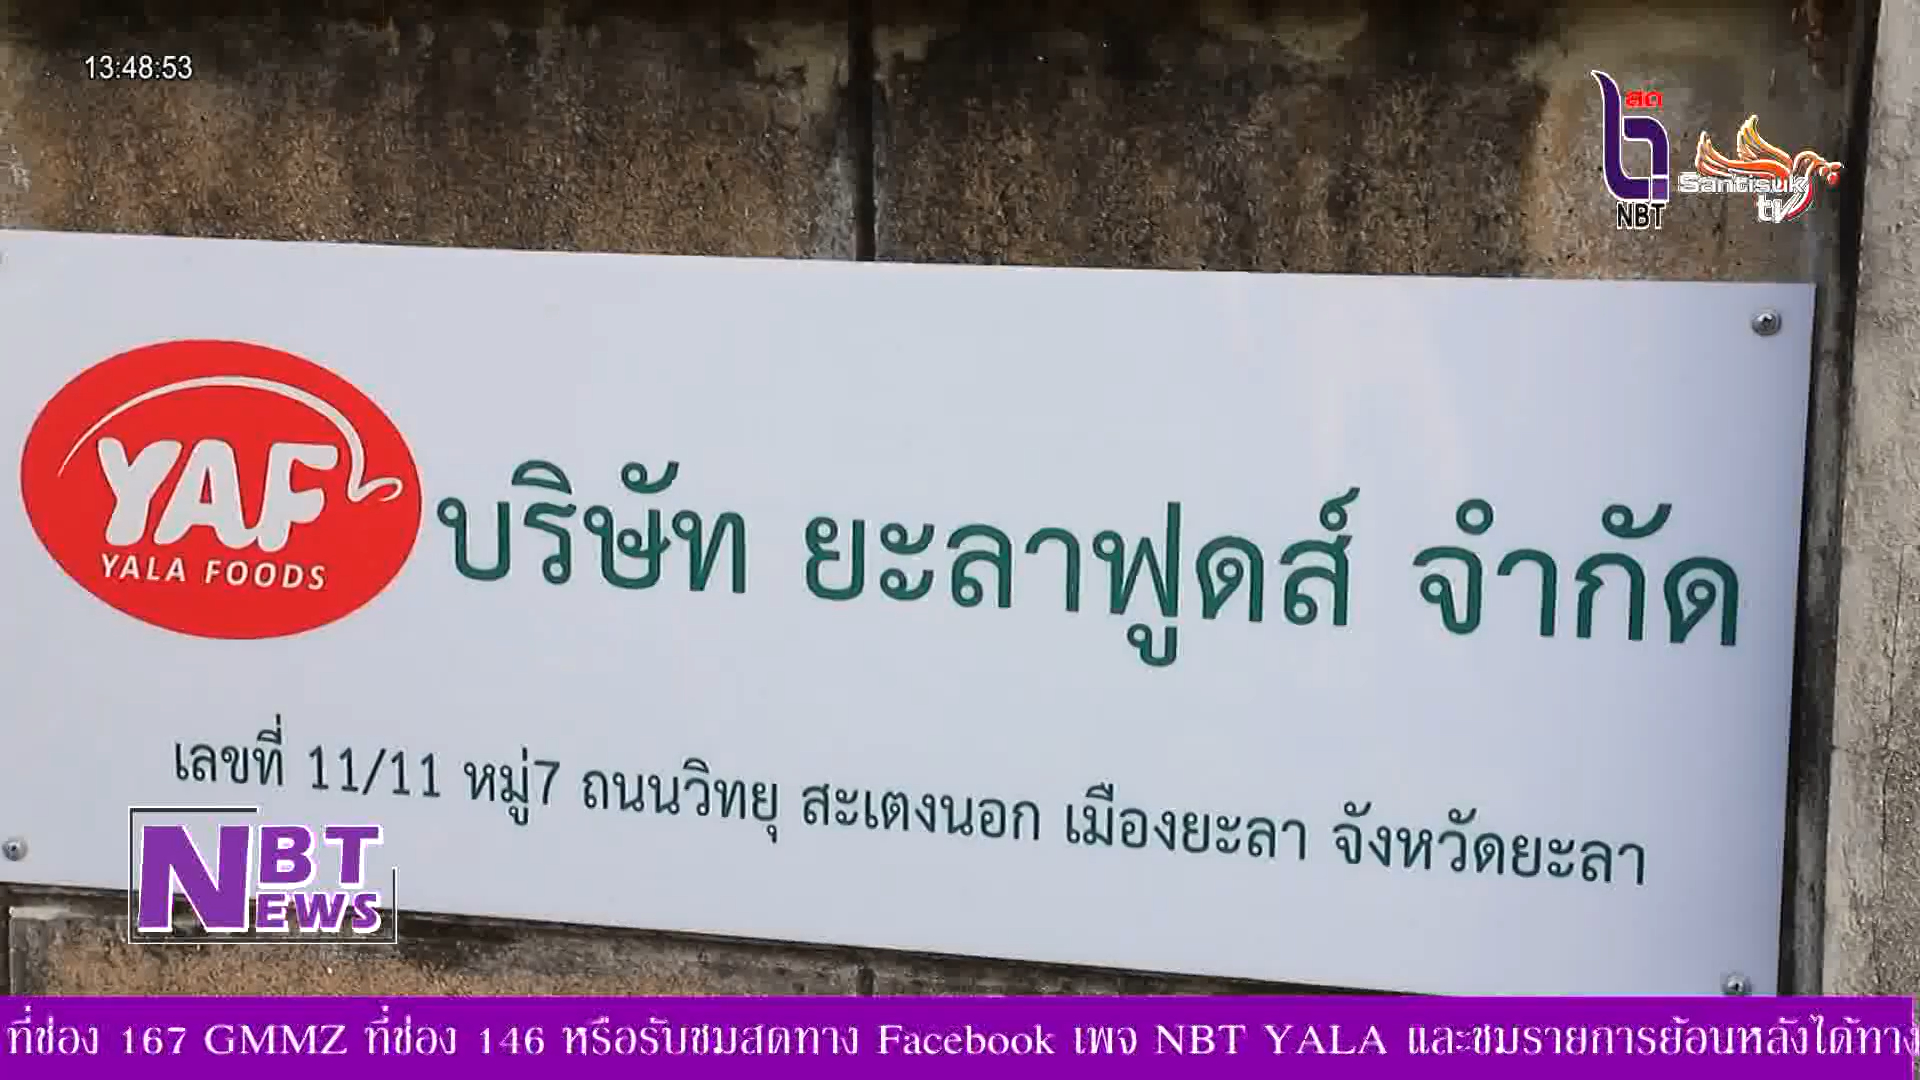 13:48:53
สด
NBT
Santisuk
tv
YAF
YALA FOODS
บริษัท ยะลาฟูดส์ จำกัด
เลขที่ 11/11 หมู่7 ถนนวิทยุ สะเตงนอก เมืองยะลา จังหวัดยะลา
NBT
NEWS
ที่ช่อง 167 GMMZ ที่ช่อง 146 หรือรับชมสดทาง Facebook เพจ NBT YALA และชมรายการย้อนหลังได้ทาง